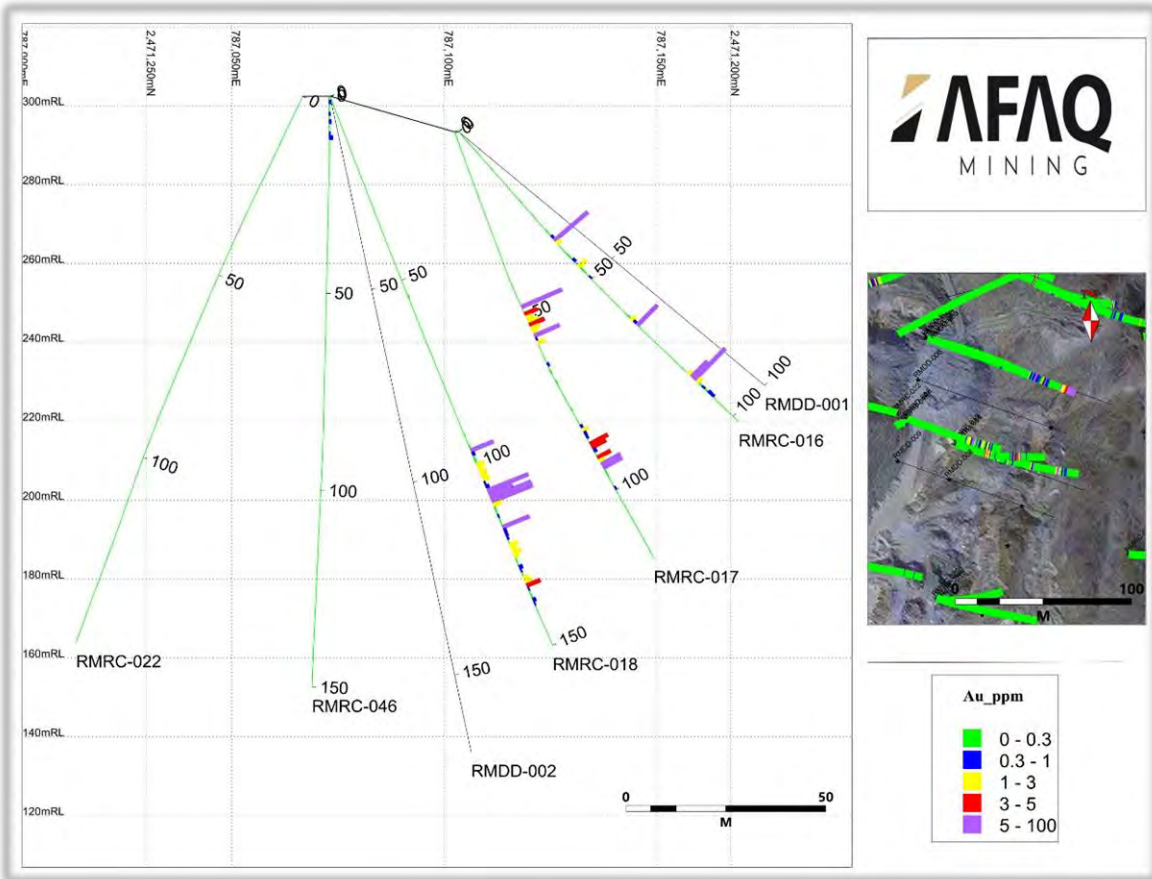 787,000mE
2,471,250mN
787,050mE
787,100mE
787,150mE
2,471,200mN
300mRL
280mRL
260mRL
240mRL
220mRL
200mRL
180mRL
160mRL
140mRL
120mRL
0
0
0
50
50
50
50
50
50
50
50
100
100
100
100
100
100
100
150
150
150
RMDD-001
RMRC-016
RMRC-017
RMRC-018
RMRC-022
RMRC-046
RMDD-002
0 50
M
AFAQ
MINING
0 100
M
Au_ppm
0 - 0.3
0.3 - 1
1 - 3
3 - 5
5 - 100